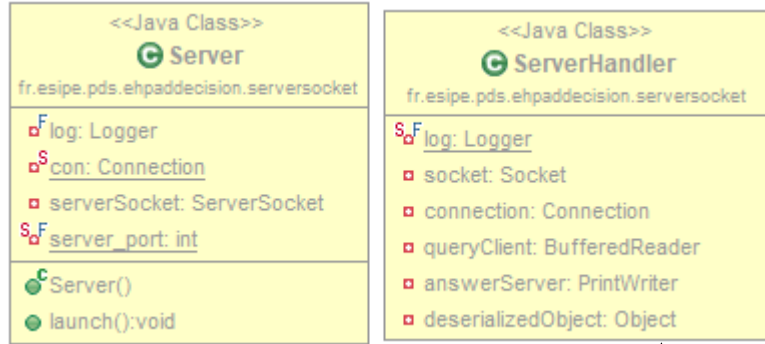 <<Java Class>>
C Server
fr.esipe.pds.ehpaddecision.serversocket
F log: Logger
S con: Connection
serverSocket: ServerSocket
S F server_port: int
C Server()
launch():void
<<Java Class>>
C ServerHandler
fr.esipe.pds.ehpaddecision.serversocket
S F log: Logger
socket: Socket
connection: Connection
queryClient: BufferedReader
answerServer: PrintWriter
deserializedObject: Object